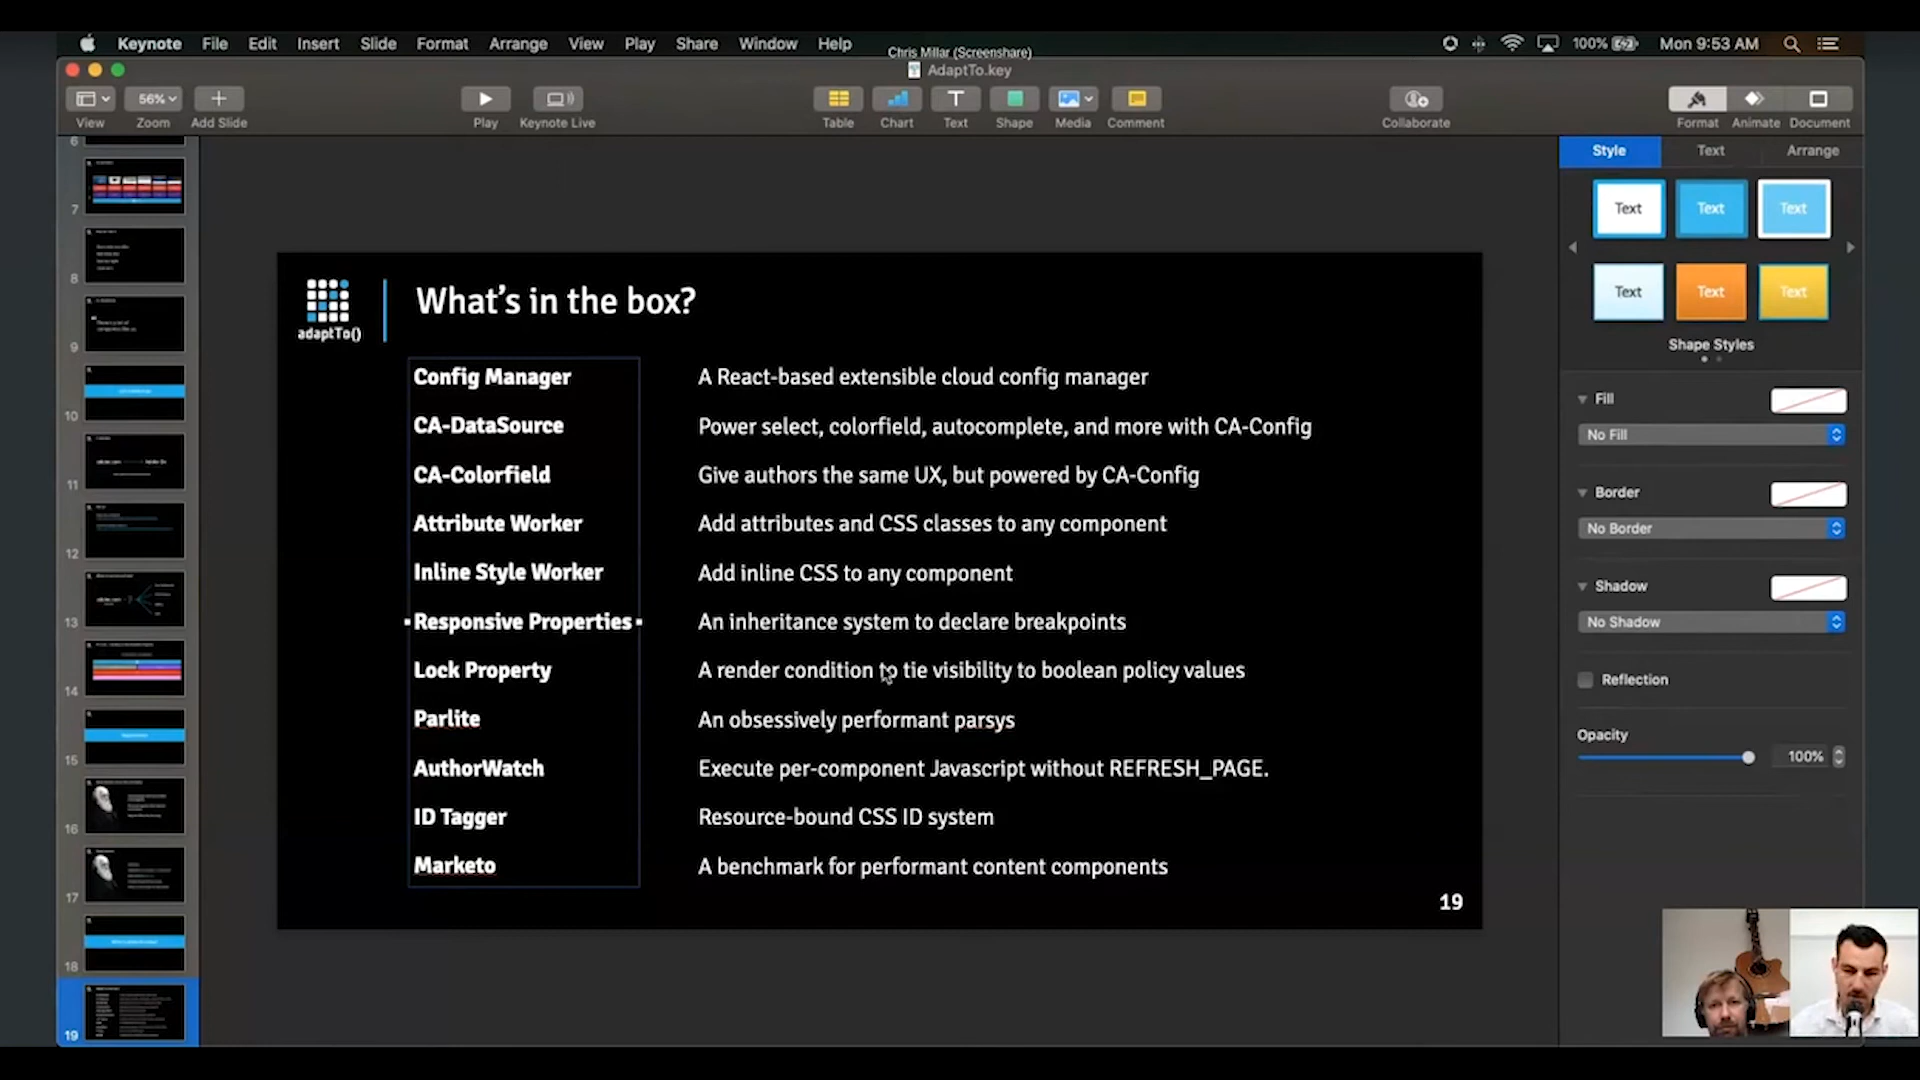 Keynote File Edit Insert Slide Format Arrange View Play Share Window Help
100% Mon 9:53 AM
Chris Millar (Screenshare)
AdaptTo.key
56%
View Zoom Add Slide Play Keynote Live Table Chart Text Shape Media Comment Collaborate Format Animate Document
Style Text Arrange
Text Text Text
Text Text Text
Shape Styles
Fill
No Fill
Border
No Border
Shadow
No Shadow
Reflection
Opacity
100%
6
7
8
9
10
11
12
13
14
15
16
17
18
19
adaptTo()
What's in the box?
Config Manager A React-based extensible cloud config manager
CA-DataSource Power select, colorfield, autocomplete, and more with CA-Config
CA-Colorfield Give authors the same UX, but powered by CA-Config
Attribute Worker Add attributes and CSS classes to any component
Inline Style Worker Add inline CSS to any component
Responsive Properties An inheritance system to declare breakpoints
Lock Property A render condition to tie visibility to boolean policy values
Parlite An obsessively performant parsys
AuthorWatch Execute per-component Javascript without REFRESH_PAGE.
ID Tagger Resource-bound CSS ID system
Marketo A benchmark for performant content components
19